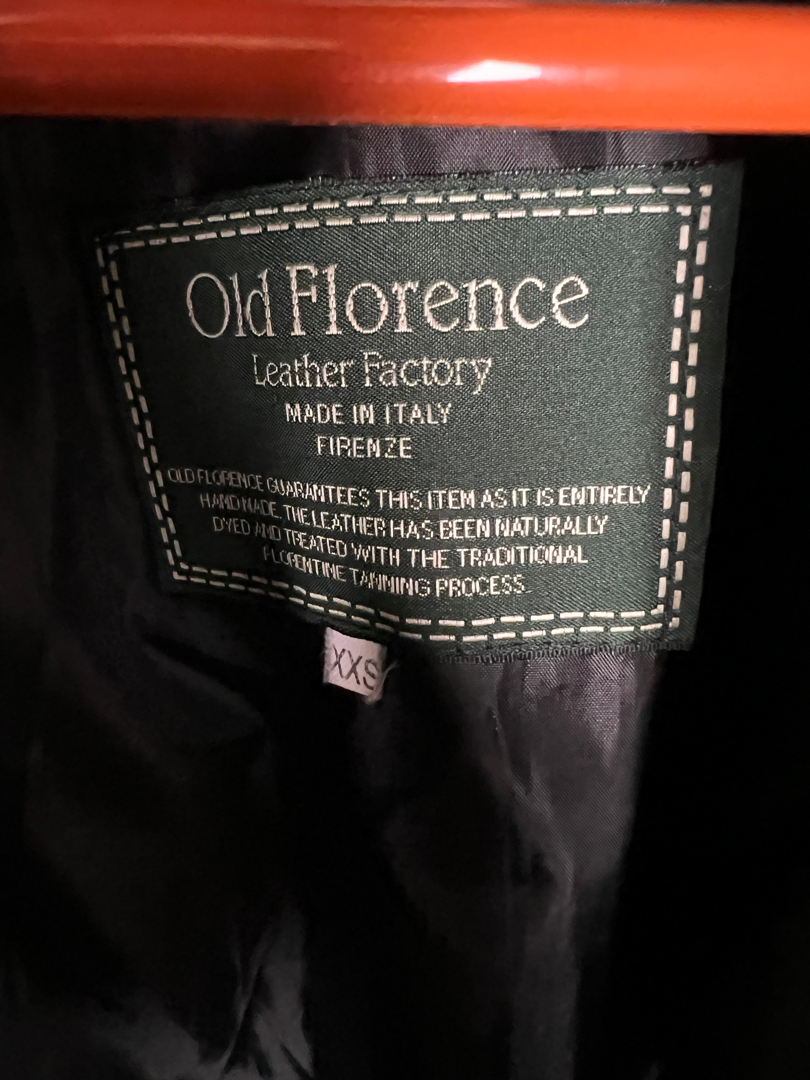 Old Florence
Leather Factory
MADE IN ITALY
FIRENZE
OLD FLORENCE GUARANTEES THIS ITEM AS IT IS ENTIRELY
HAND MADE, THE LEATHER HAS BEEN NATURALLY
DYED AND TREATED WITH THE TRADITIONAL
FLORENTINE TANNING PROCESS
XXS